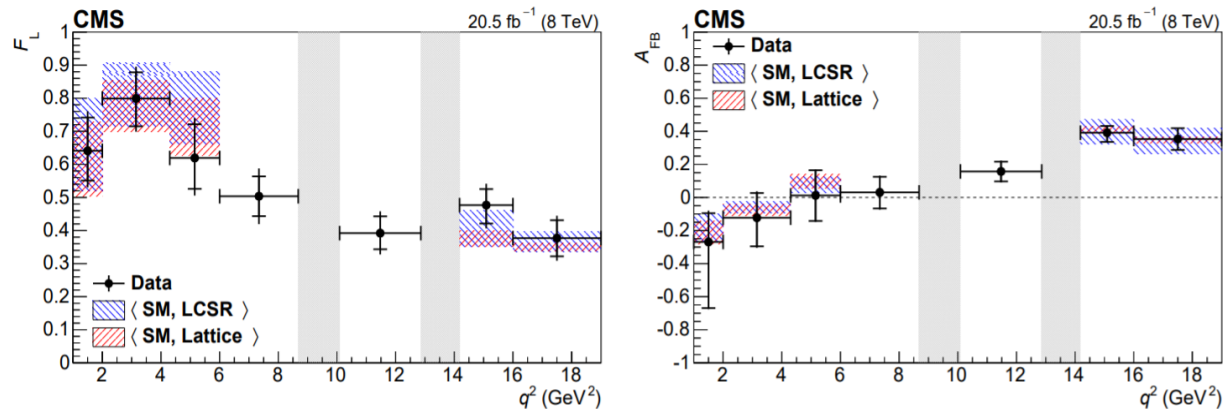 CMS
20.5 fb⁻¹ (8 TeV)
F_L
1
0.9
0.8
0.7
0.6
0.5
0.4
0.3
0.2
0.1
0
Data
⟨ SM, LCSR ⟩
⟨ SM, Lattice ⟩
2 4 6 8 10 12 14 16 18
q² (GeV²)
CMS
20.5 fb⁻¹ (8 TeV)
A_FB
1
0.8
0.6
0.4
0.2
0
-0.2
-0.4
-0.6
-0.8
-1
Data
⟨ SM, LCSR ⟩
⟨ SM, Lattice ⟩
2 4 6 8 10 12 14 16 18
q² (GeV²)